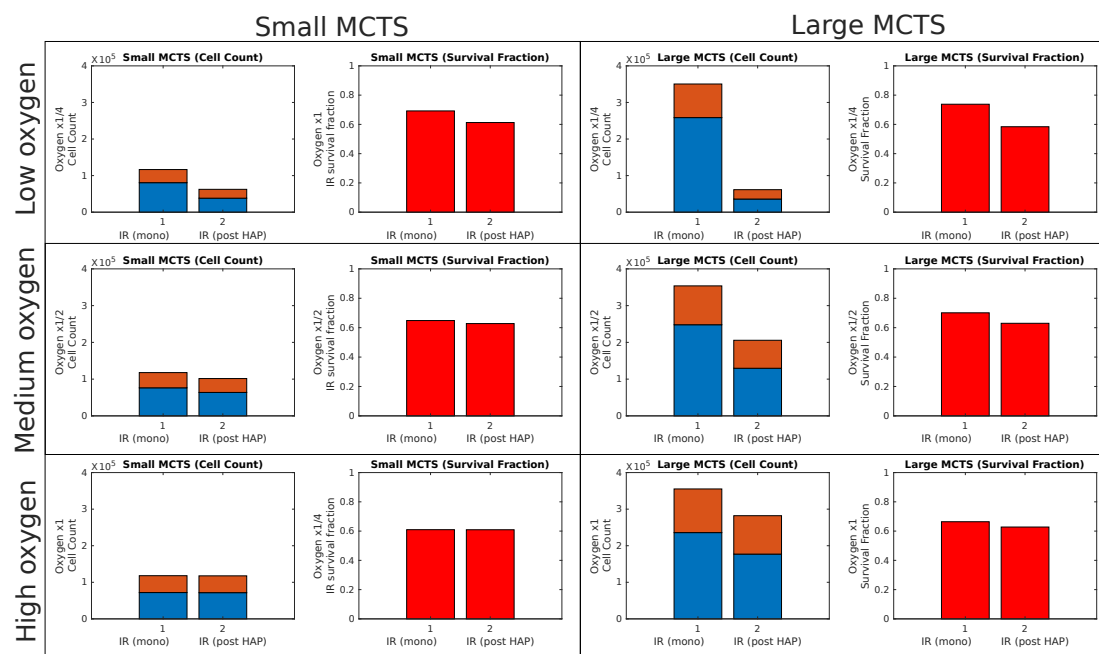 Small MCTS
Large MCTS
Low oxygen
Small MCTS (Cell Count)
X10⁵
Oxygen x1/4
Cell Count
4
3
2
1
0
1
2
IR (mono)
IR (post HAP)
Small MCTS (Survival Fraction)
Oxygen x1
IR survival fraction
1
0.8
0.6
0.4
0.2
0
1
2
IR (mono)
IR (post HAP)
Large MCTS (Cell Count)
X10⁵
Oxygen x1/4
Cell Count
4
3
2
1
0
1
2
IR (mono)
IR (post HAP)
Large MCTS (Survival Fraction)
Oxygen x1/4
Survival Fraction
1
0.8
0.6
0.4
0.2
0
1
2
IR (mono)
IR (post HAP)
Medium oxygen
Small MCTS (Cell Count)
X10⁵
Oxygen x1/2
Cell Count
4
3
2
1
0
1
2
IR (mono)
IR (post HAP)
Small MCTS (Survival Fraction)
Oxygen x1/2
IR survival fraction
1
0.8
0.6
0.4
0.2
0
1
2
IR (mono)
IR (post HAP)
Large MCTS (Cell Count)
X10⁵
Oxygen x1/2
Cell Count
4
3
2
1
0
1
2
IR (mono)
IR (post HAP)
Large MCTS (Survival Fraction)
Oxygen x1/2
Survival Fraction
1
0.8
0.6
0.4
0.2
0
1
2
IR (mono)
IR (post HAP)
High oxygen
Small MCTS (Cell Count)
X10⁵
Oxygen x1
Cell Count
4
3
2
1
0
1
2
IR (mono)
IR (post HAP)
Small MCTS (Survival Fraction)
Oxygen x1/4
IR survival fraction
1
0.8
0.6
0.4
0.2
0
1
2
IR (mono)
IR (post HAP)
Large MCTS (Cell Count)
X10⁵
Oxygen x1
Cell Count
4
3
2
1
0
1
2
IR (mono)
IR (post HAP)
Large MCTS (Survival Fraction)
Oxygen x1
Survival Fraction
1
0.8
0.6
0.4
0.2
0
1
2
IR (mono)
IR (post HAP)